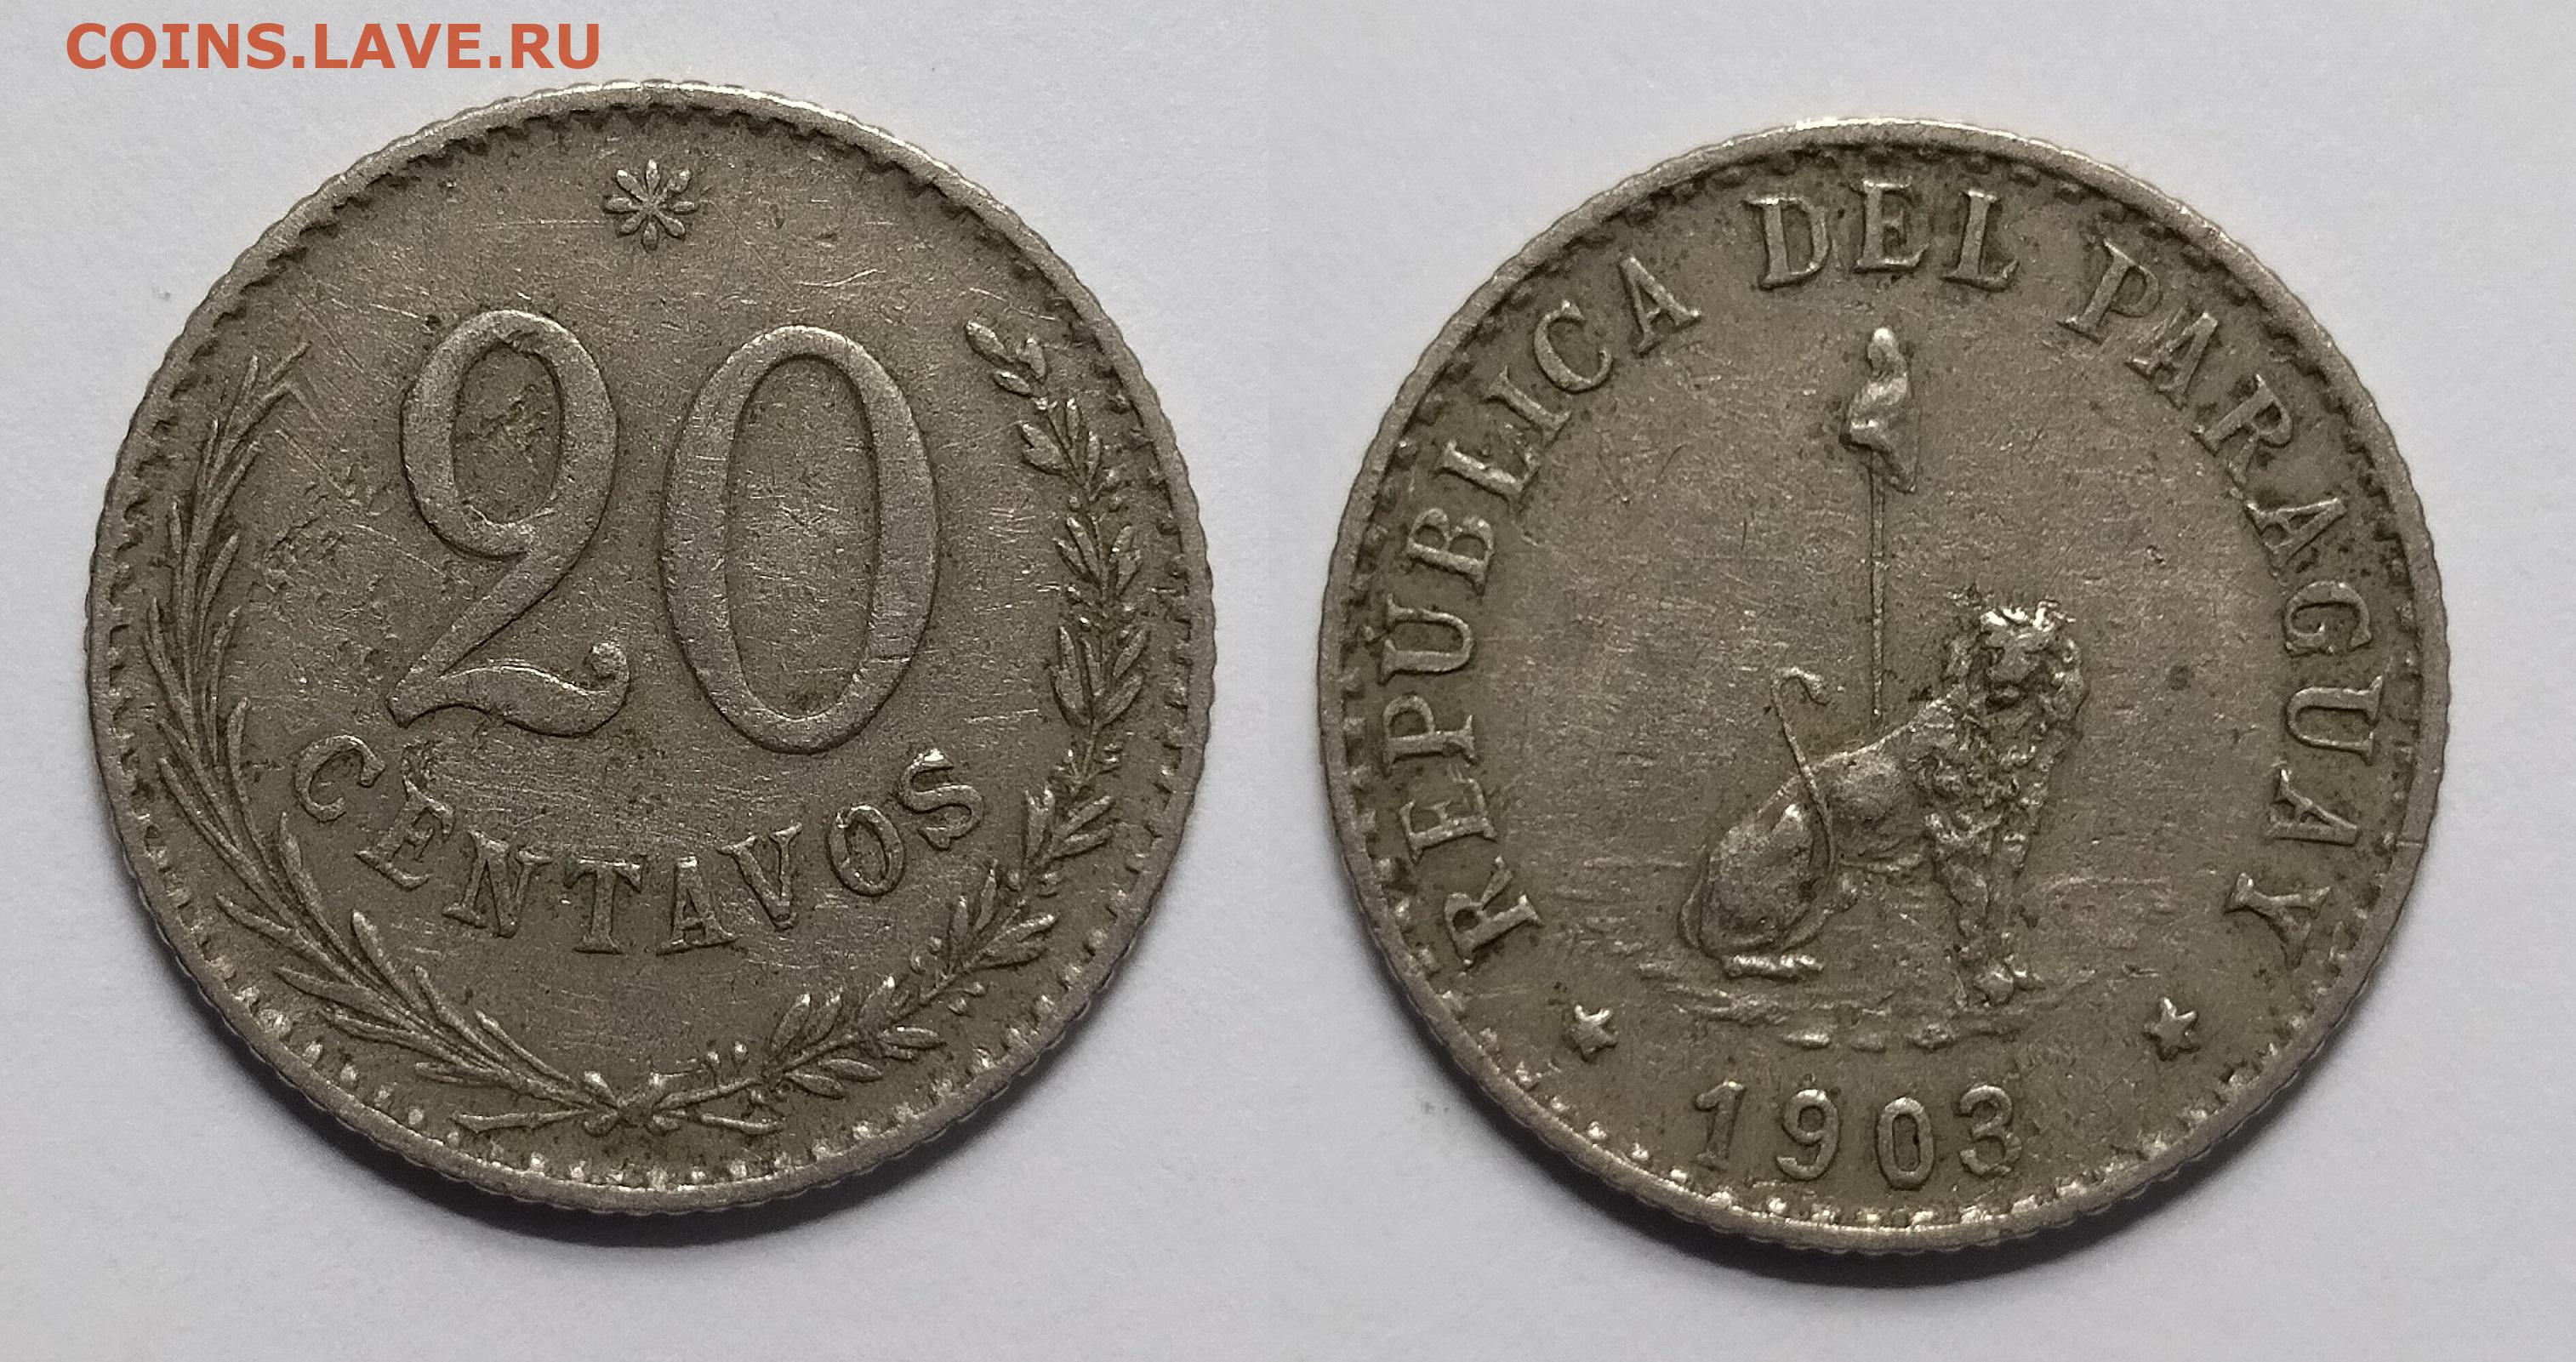 COINS.LAVE.RU
20
CENTAVOS
REPUBLICA DEL PARAGUAY
1903